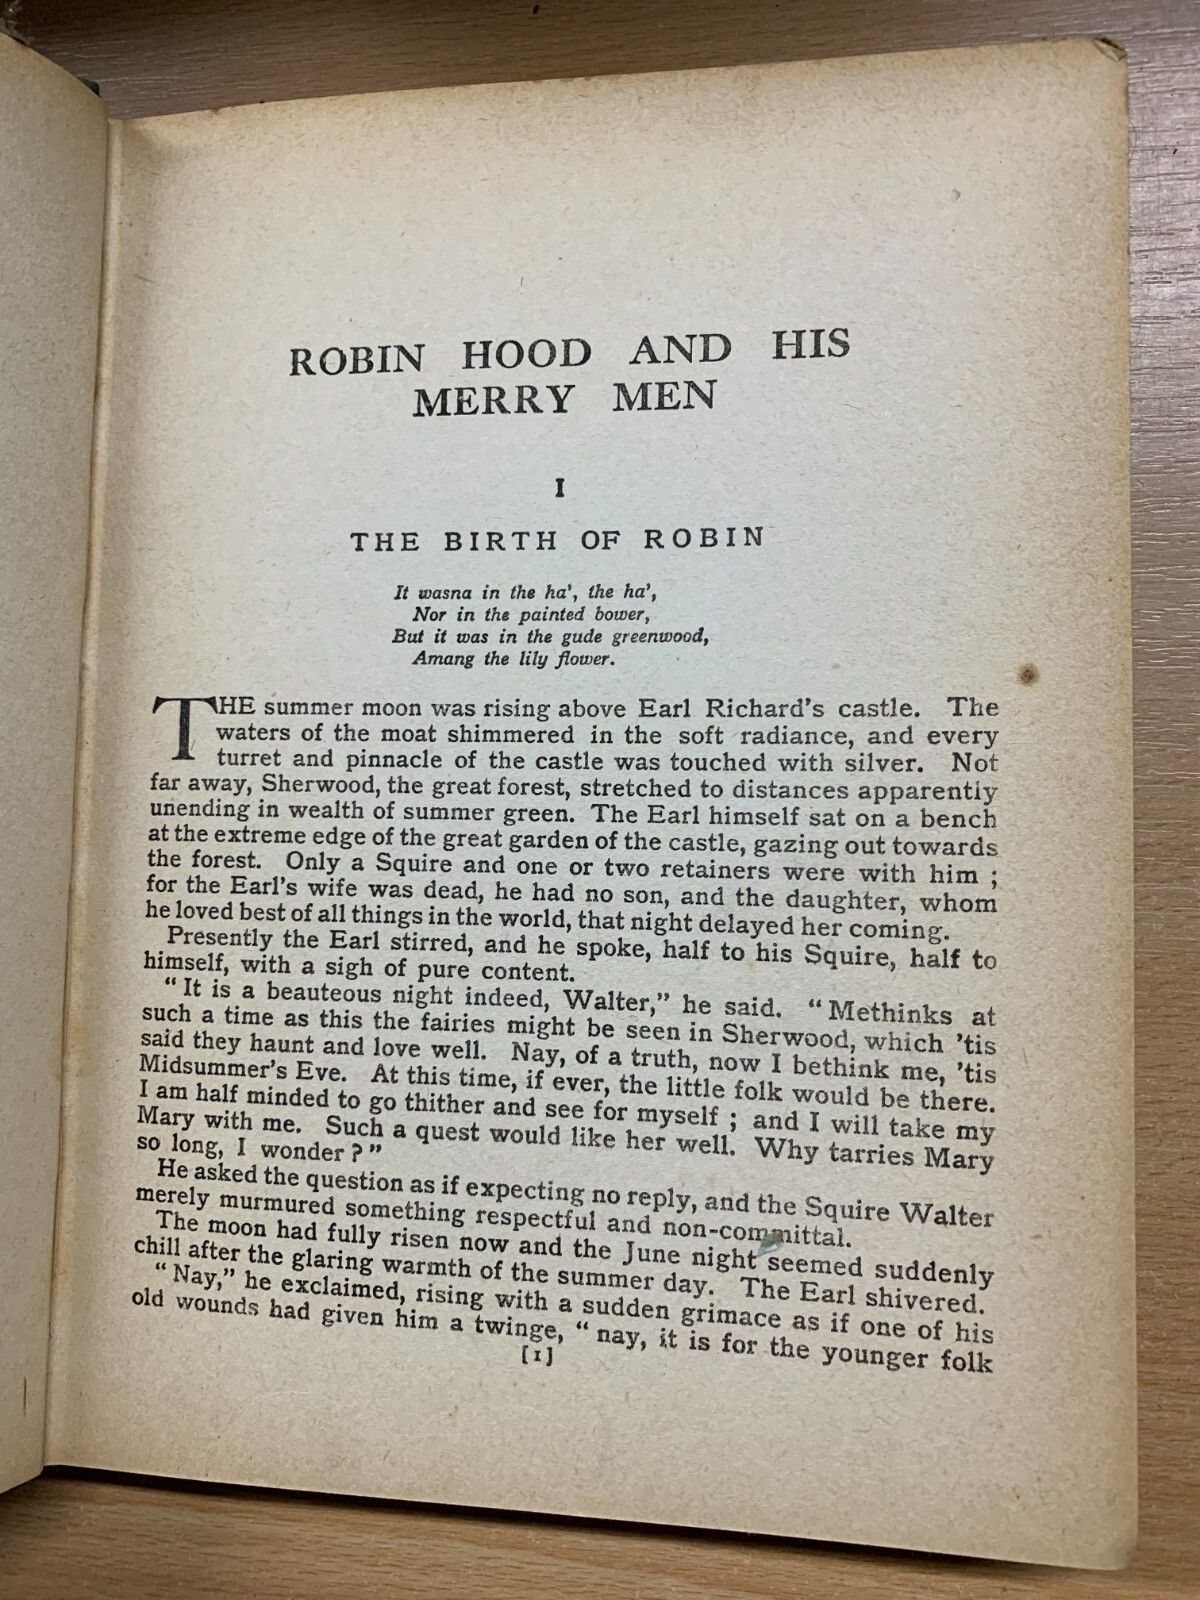 ROBIN HOOD AND HIS
MERRY MEN
I
THE BIRTH OF ROBIN
It wasna in the ha', the ha',
Nor in the painted bower,
But it was in the gude greenwood,
Amang the lily flower.
THE summer moon was rising above Earl Richard's castle. The
waters of the moat shimmered in the soft radiance, and every
turret and pinnacle of the castle was touched with silver. Not
far away, Sherwood, the great forest, stretched to distances apparently
unending in wealth of summer green. The Earl himself sat on a bench
at the extreme edge of the great garden of the castle, gazing out towards
the forest. Only a Squire and one or two retainers were with him ;
for the Earl's wife was dead, he had no son, and the daughter, whom
he loved best of all things in the world, that night delayed her coming.
Presently the Earl stirred, and he spoke, half to his Squire, half to
himself, with a sigh of pure content.
“It is a beauteous night indeed, Walter,” he said. “Methinks at
such a time as this the fairies might be seen in Sherwood, which 'tis
said they haunt and love well. Nay, of a truth, now I bethink me, 'tis
Midsummer's Eve. At this time, if ever, the little folk would be there.
I am half minded to go thither and see for myself ; and I will take my
Mary with me. Such a quest would like her well. Why tarries Mary
so long, I wonder?”
He asked the question as if expecting no reply, and the Squire Walter
merely murmured something respectful and non-committal.
The moon had fully risen now and the June night seemed suddenly
chill after the glaring warmth of the summer day. The Earl shivered.
“Nay,” he exclaimed, rising with a sudden grimace as if one of his
old wounds had given him a twinge, “nay, it is for the younger folk
[1]